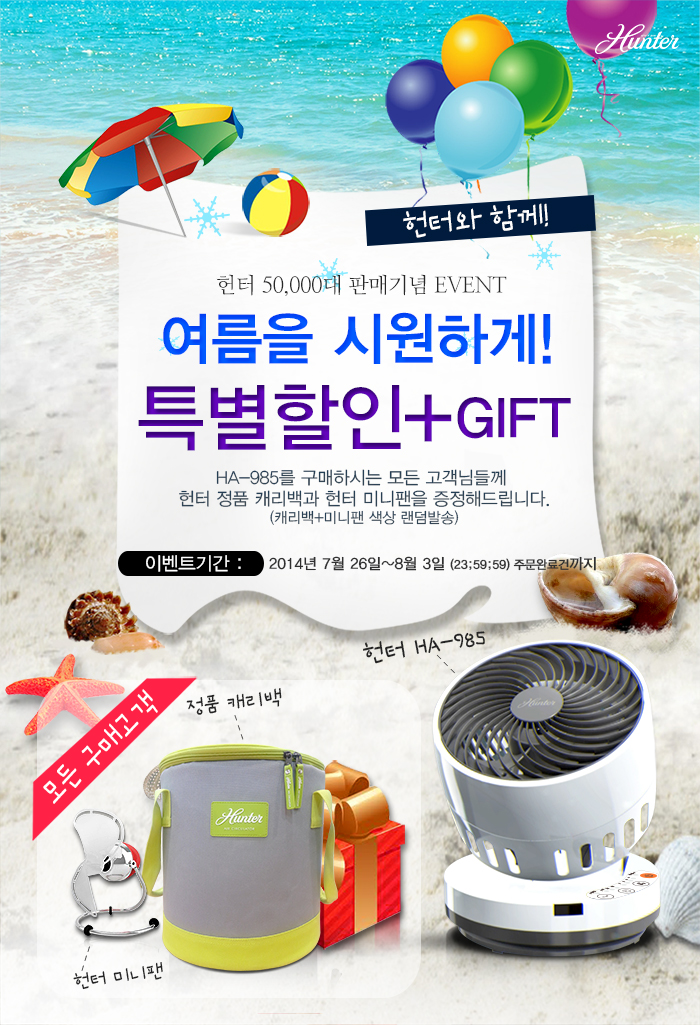 Hunter
헌터와 함께!
헌터 50,000대 판매기념 EVENT
여름을 시원하게!
특별할인+GIFT
HA-985를 구매하시는 모든 고객님들께
헌터 정품 캐리백과 헌터 미니팬을 증정해드립니다.
(캐리백+미니팬 색상 랜덤발송)
이벤트기간 : 2014년 7월 26일~8월 3일 (23;59;59) 주문완료건까지
헌터 HA-985
모든 구매고객
정품 캐리백
Hunter
Hunter
헌터 미니팬